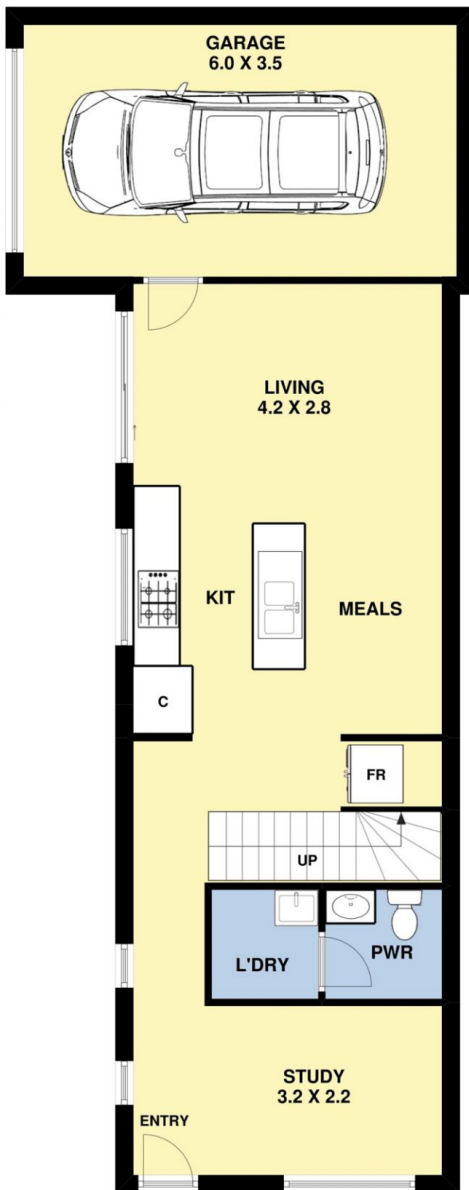 GARAGE
6.0 X 3.5
LIVING
4.2 X 2.8
KIT
MEALS
C
FR
UP
L'DRY
PWR
STUDY
3.2 X 2.2
ENTRY